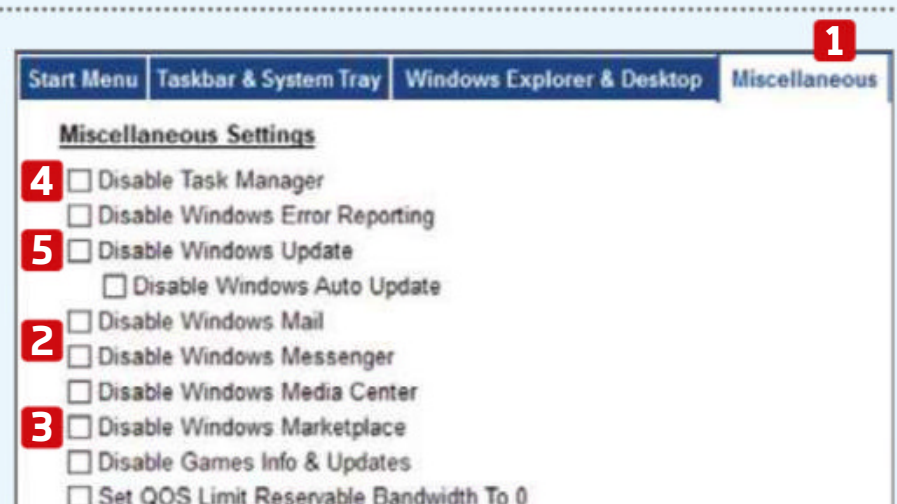 1
Start Menu Taskbar & System Tray Windows Explorer & Desktop Miscellaneous
Miscellaneous Settings
4 Disable Task Manager
Disable Windows Error Reporting
5 Disable Windows Update
Disable Windows Auto Update
Disable Windows Mail
2
Disable Windows Messenger
Disable Windows Media Center
3 Disable Windows Marketplace
Disable Games Info & Updates
Set QOS Limit Reservable Bandwidth To 0